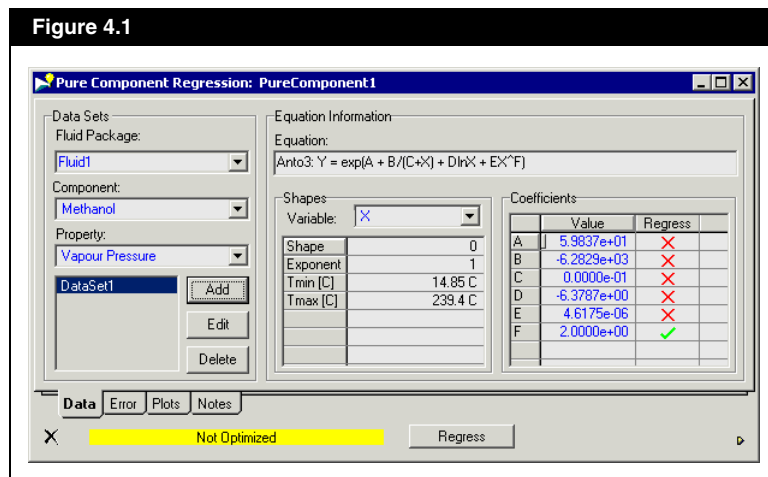 Figure 4.1
Pure Component Regression: PureComponent1
Data Sets
Fluid Package:
Fluid1
Component:
Methanol
Property:
Vapour Pressure
DataSet1
Add
Edit
Delete
Equation Information
Equation:
Anto3: Y = exp(A + B/(C+X) + DlnX + EX^F)
Shapes
Variable: X
Shape 0
Exponent 1
Tmin [C] 14.85 C
Tmax [C] 239.4 C
Coefficients
Value Regress
A 5.9837e+01
B -6.2829e+03
C 0.0000e-01
D -6.3787e+00
E 4.6175e-06
F 2.0000e+00
Data Error Plots Notes
Not Optimized
Regress